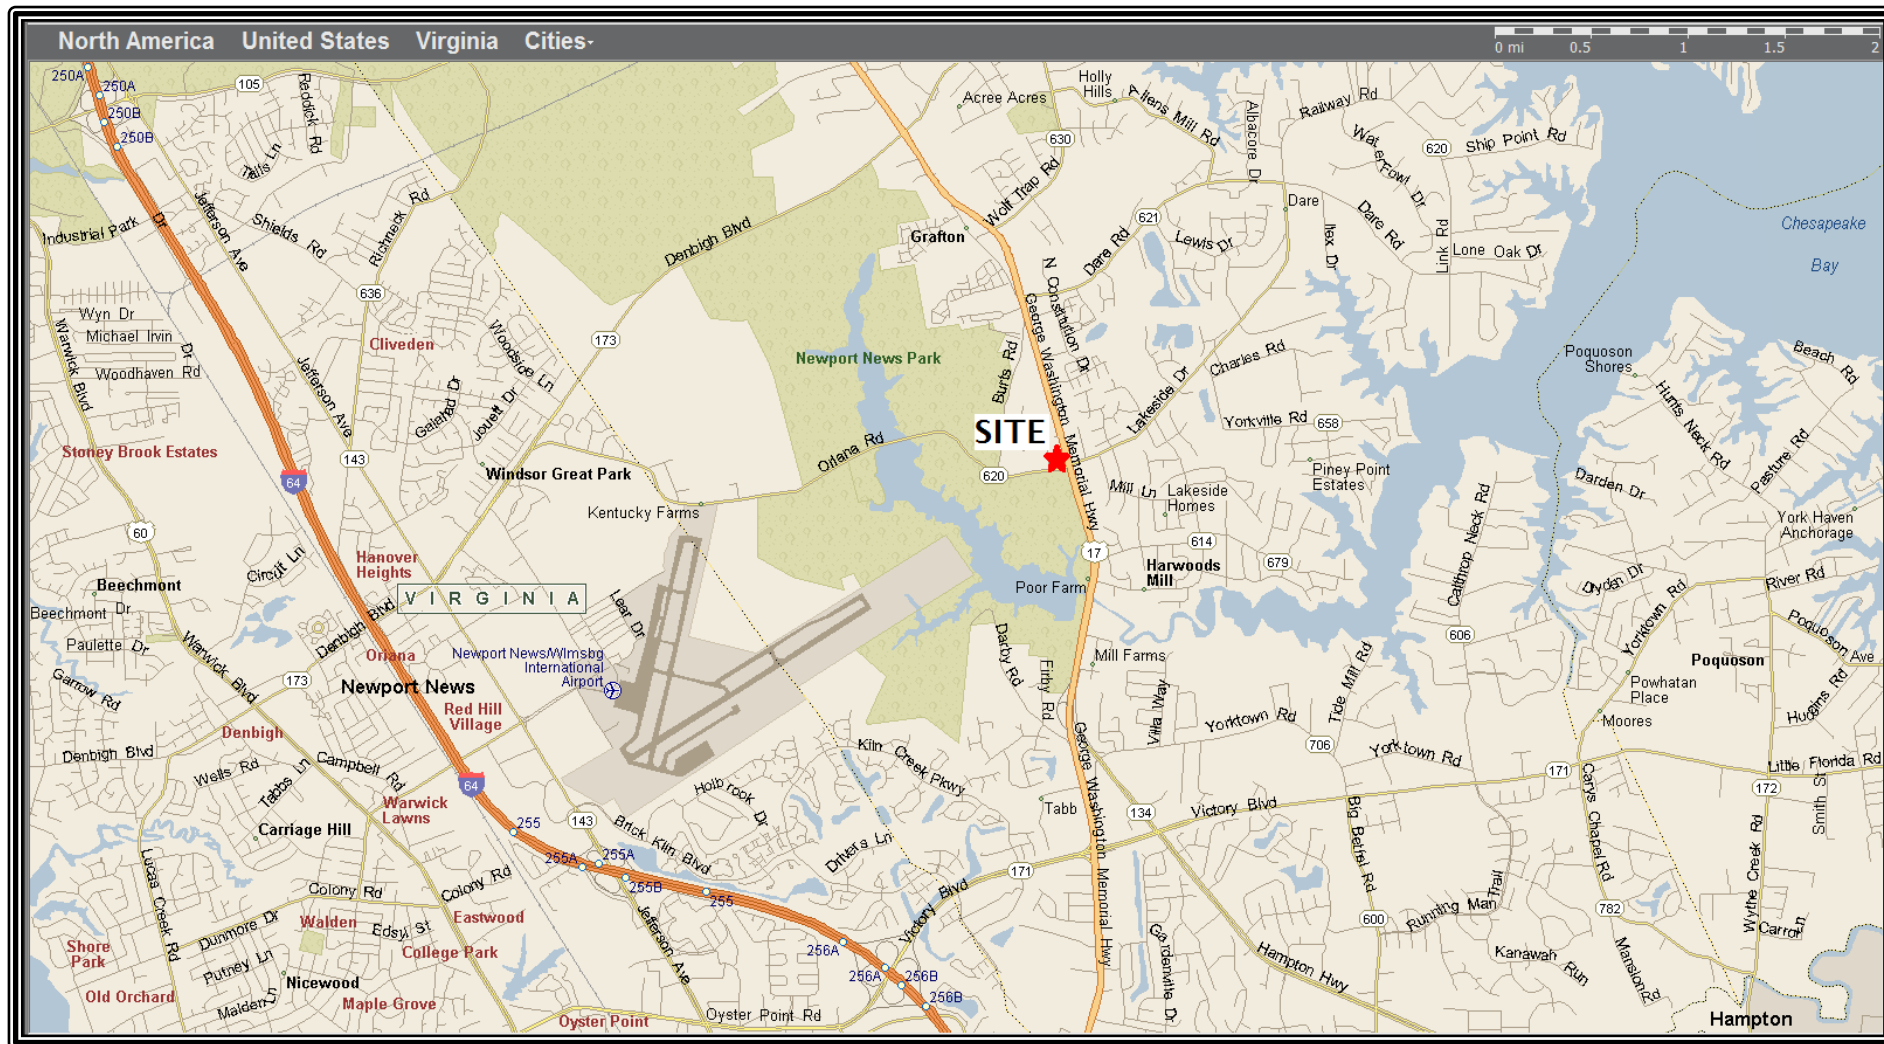 North America United States Virginia Cities-
0 mi 0.5 1 1.5 2
250A
250A
250B
250B
105
Reddick Rd
Talls Ln
Industrial Park Dr
Jefferson Ave
Shields Rd
Richneck Rd
636
Denbigh Blvd
173
Acree Acres
Holly
Hills
Allens Mill Rd
630
Wolf Trap Rd
Grafton
Albacore Dr
Railway Rd
Water Fowl Dr
620
Ship Point Rd
621
Dare
Dare Rd
Lewis Dr
Ilex Dr
Dare Rd
Link Rd
Lone Oak Dr
Chesapeake
Bay
N Constitution Dr
George Washington Memorial Hwy
Wyn Dr
Michael Irvin Dr
Woodhaven Rd
Warwick Blvd
Cliveden
Woodside Ln
Galahad Dr
Jouett Dr
Jefferson Ave
Newport News Park
Burts Rd
Lakeside Dr
Charles Rd
Yorkville Rd
658
Poquoson
Shores
Beach Rd
Hunts Neck Rd
Pasture Rd
SITE
Stoney Brook Estates
143
64
Windsor Great Park
Oriana Rd
620
Kentucky Farms
Mill Ln
Lakeside
Homes
Piney Point
Estates
Darden Dr
York Haven
Anchorage
60
Circuit Ln
Hanover
Heights
614
679
17
Harwoods
Mill
Calthrop Neck Rd
Beechmont
Beechmont Dr
Paulette Dr
VIRGINIA
Lear Dr
Denbigh Blvd
Poor Farm
Dryden Dr
River Rd
Yorktown Rd
606
Poquoson Ave
Poquoson
Garrow Rd
Warwick Blvd
173
Oriana
Newport News
Newport News/Wlmsbg
International
Airport
Darby Rd
Firby Rd
Mill Farms
Villa Way
Tide Mill Rd
Powhatan
Place
Moores
Huggins Rd
Red Hill
Village
Denbigh
Denbigh Blvd
Wells Rd
Tabbs Ln
Campbell Rd
Yorktown Rd
706
Yorktown Rd
171
Little Florida Rd
64
Kiln Creek Pkwy
Holbrook Dr
George Washington Memorial Hwy
Tabb
134
Victory Blvd
Big Bethel Rd
Carys Chapel Rd
172
Smith St
Warwick
Lawns
Carriage Hill
255
143
Brick Kiln Blvd
Drivers Ln
255A
255A
255B
255
171
Victory Blvd
Lucas Creek Rd
Colony Rd
Colony Rd
Walden
Dunmore Dr
Edsyl St
Eastwood
College Park
Jefferson Ave
256A
256A
256B
256B
600
Running Man Trail
782
Wythe Creek Rd
Carrol Ln
Shore
Park
Putney Ln
Nicewood
Malden Ln
Old Orchard
Maple Grove
Oyster Point
Oyster Point Rd
Gardenville Dr
Hampton Hwy
Kanawah Run
Mansion Rd
Hampton